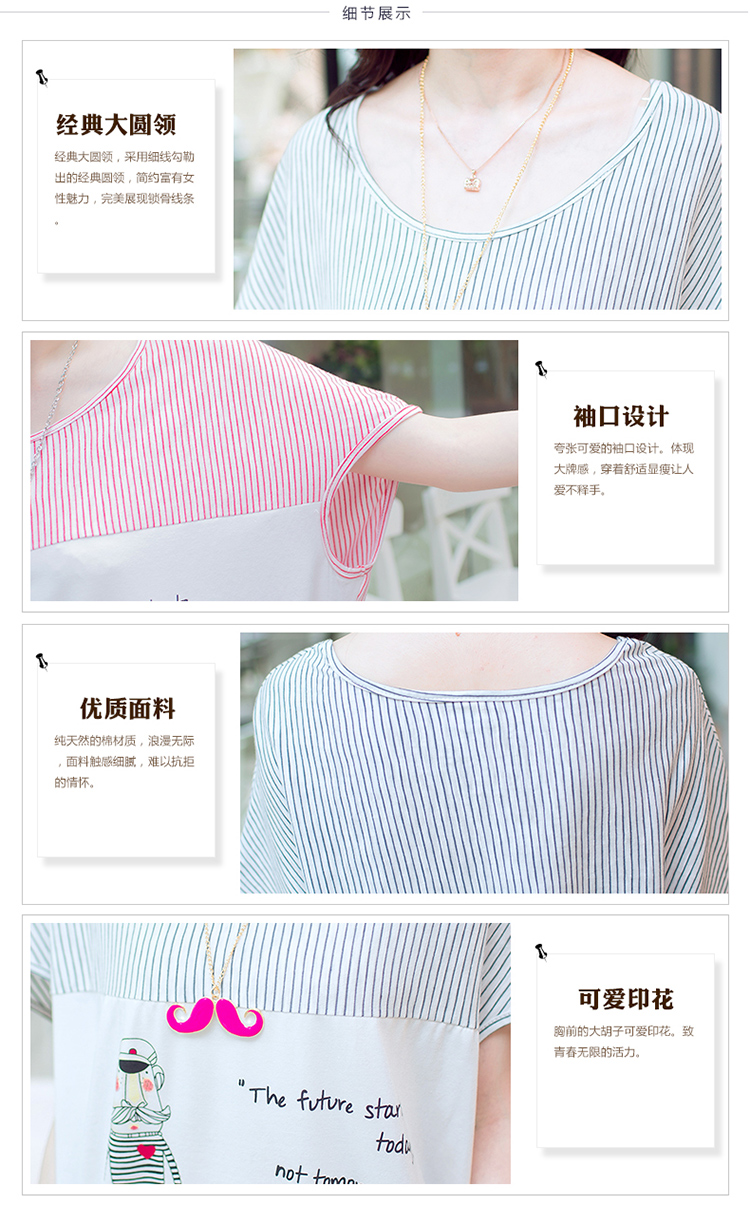 细节展示
经典大圆领
经典大圆领，采用细线勾勒
出的经典圆领，简约富有女
性魅力，完美展现锁骨线条
。
袖口设计
夸张可爱的袖口设计。体现
大牌感，穿着舒适显瘦让人
爱不释手。
优质面料
纯天然的棉材质，浪漫无际
，面料触感细腻，难以抗拒
的情怀。
可爱印花
胸前的大胡子可爱印花。致
青春无限的活力。
"The future star
today
not